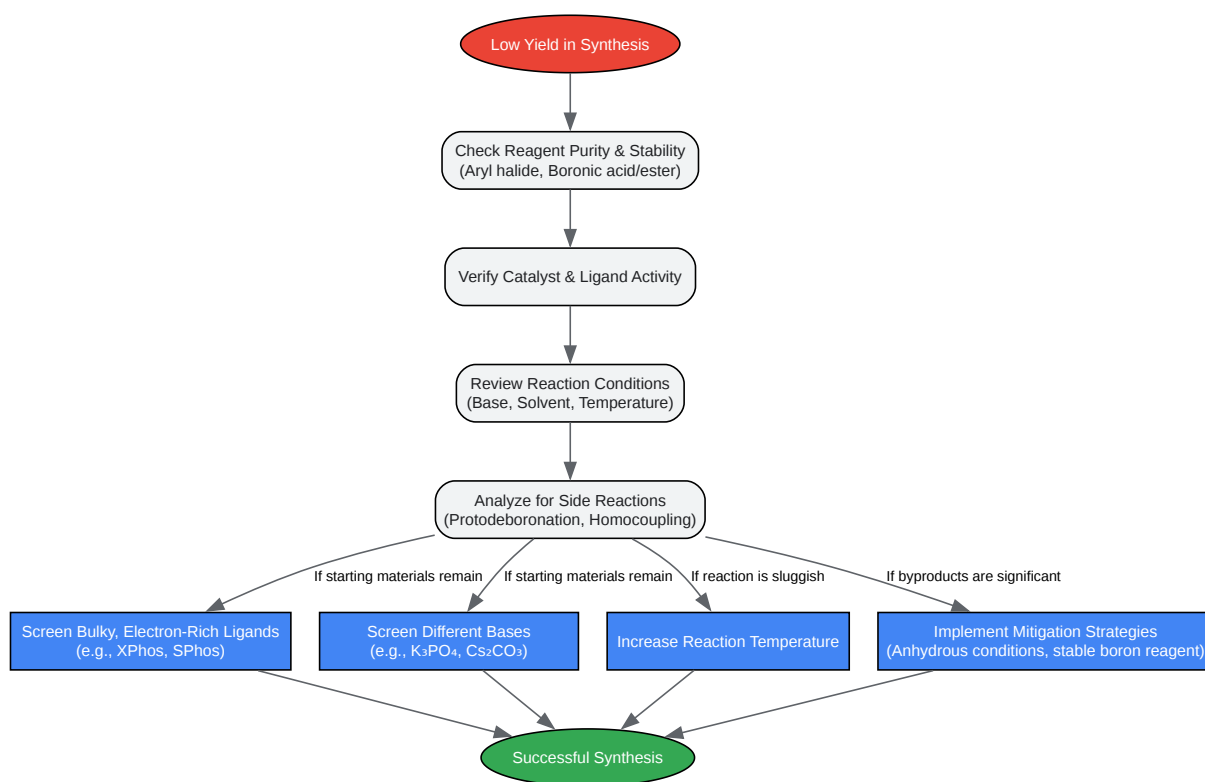 Low Yield in Synthesis
Check Reagent Purity & Stability
(Aryl halide, Boronic acid/ester)
Verify Catalyst & Ligand Activity
Review Reaction Conditions
(Base, Solvent, Temperature)
Analyze for Side Reactions
(Protodeboronation, Homocoupling)
If starting materials remain
If starting materials remain
If reaction is sluggish
If byproducts are significant
Screen Bulky, Electron-Rich Ligands
(e.g., XPhos, SPhos)
Screen Different Bases
(e.g., K₃PO₄, Cs₂CO₃)
Increase Reaction Temperature
Implement Mitigation Strategies
(Anhydrous conditions, stable boron reagent)
Successful Synthesis